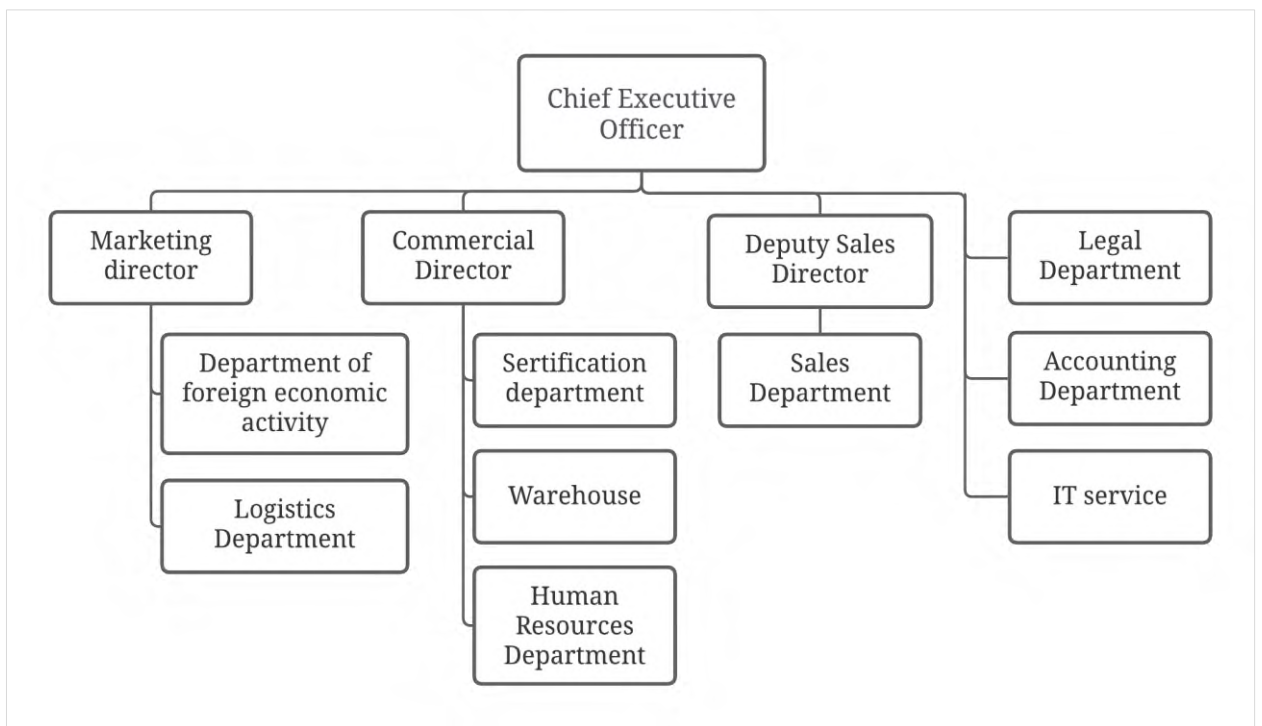 Chief Executive
Officer
Marketing
director
Commercial
Director
Deputy Sales
Director
Legal
Department
Department of
foreign economic
activity
Sertification
department
Sales
Department
Accounting
Department
Logistics
Department
Warehouse
IT service
Human
Resources
Department